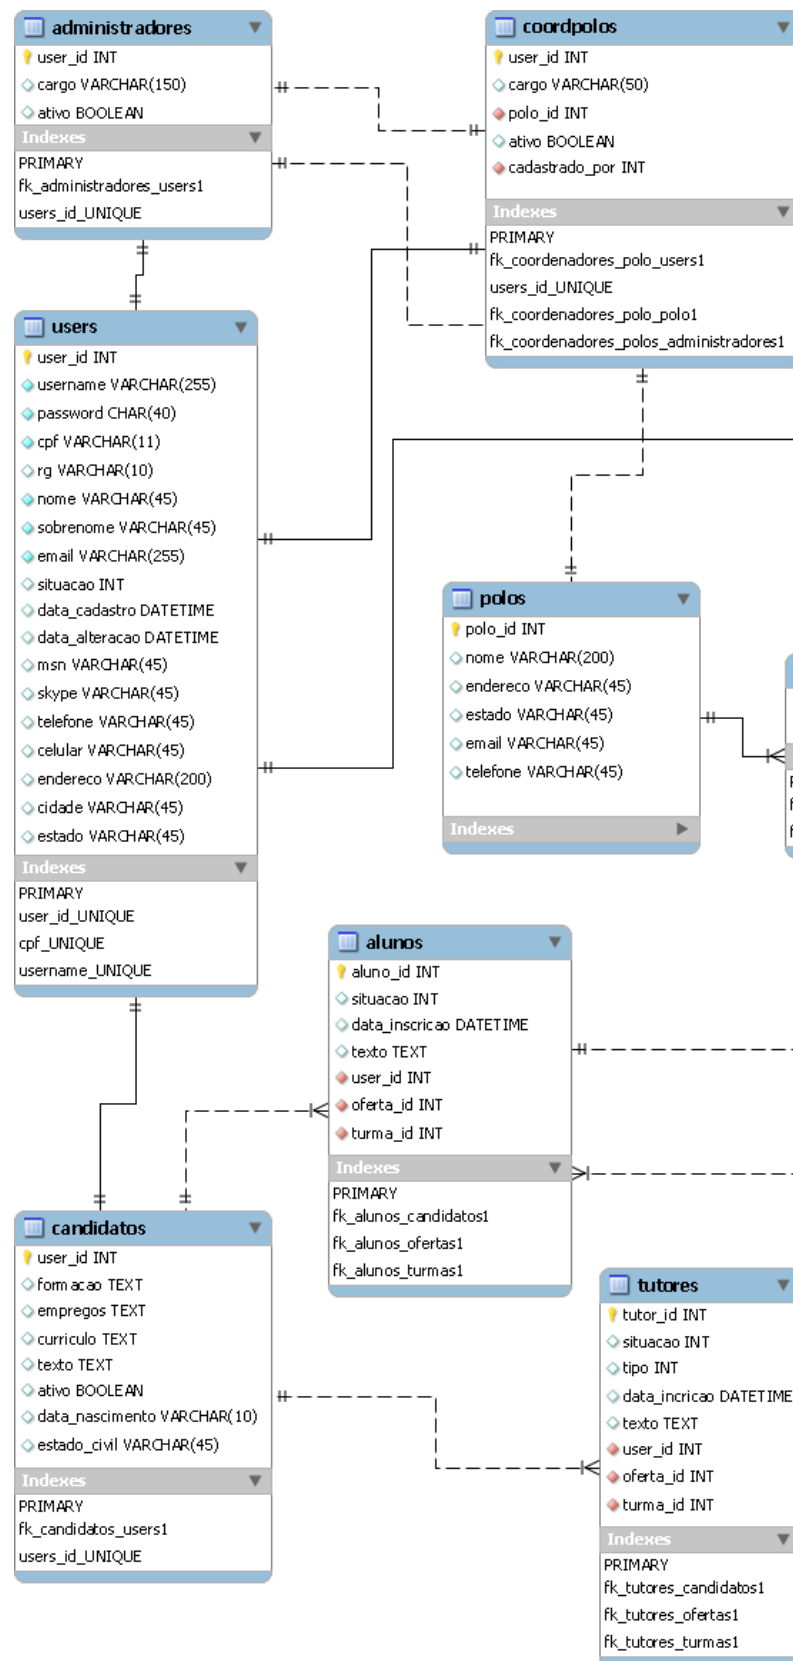 administradores
user_id INT
cargo VARCHAR(150)
ativo BOOLEAN
Indexes
PRIMARY
fk_administradores_users1
users_id_UNIQUE
coordpolos
user_id INT
cargo VARCHAR(50)
polo_id INT
ativo BOOLEAN
cadastrado_por INT
Indexes
PRIMARY
fk_coordenadores_polo_users1
users_id_UNIQUE
fk_coordenadores_polo_polo1
fk_coordenadores_polos_administradores1
users
user_id INT
username VARCHAR(255)
password CHAR(40)
cpf VARCHAR(11)
rg VARCHAR(10)
nome VARCHAR(45)
sobrenome VARCHAR(45)
email VARCHAR(255)
situacao INT
data_cadastro DATETIME
data_alteracao DATETIME
msn VARCHAR(45)
skype VARCHAR(45)
telefone VARCHAR(45)
celular VARCHAR(45)
endereco VARCHAR(200)
cidade VARCHAR(45)
estado VARCHAR(45)
Indexes
PRIMARY
user_id_UNIQUE
cpf_UNIQUE
username_UNIQUE
polos
polo_id INT
nome VARCHAR(200)
endereco VARCHAR(45)
estado VARCHAR(45)
email VARCHAR(45)
telefone VARCHAR(45)
Indexes
alunos
aluno_id INT
situacao INT
data_inscricao DATETIME
texto TEXT
user_id INT
oferta_id INT
turma_id INT
Indexes
PRIMARY
fk_alunos_candidatos1
fk_alunos_ofertas1
fk_alunos_turmas1
candidatos
user_id INT
formacao TEXT
empregos TEXT
curriculo TEXT
texto TEXT
ativo BOOLEAN
data_nascimento VARCHAR(10)
estado_civil VARCHAR(45)
Indexes
PRIMARY
fk_candidatos_users1
users_id_UNIQUE
tutores
tutor_id INT
situacao INT
tipo INT
data_incricao DATETIME
texto TEXT
user_id INT
oferta_id INT
turma_id INT
Indexes
PRIMARY
fk_tutores_candidatos1
fk_tutores_ofertas1
fk_tutores_turmas1